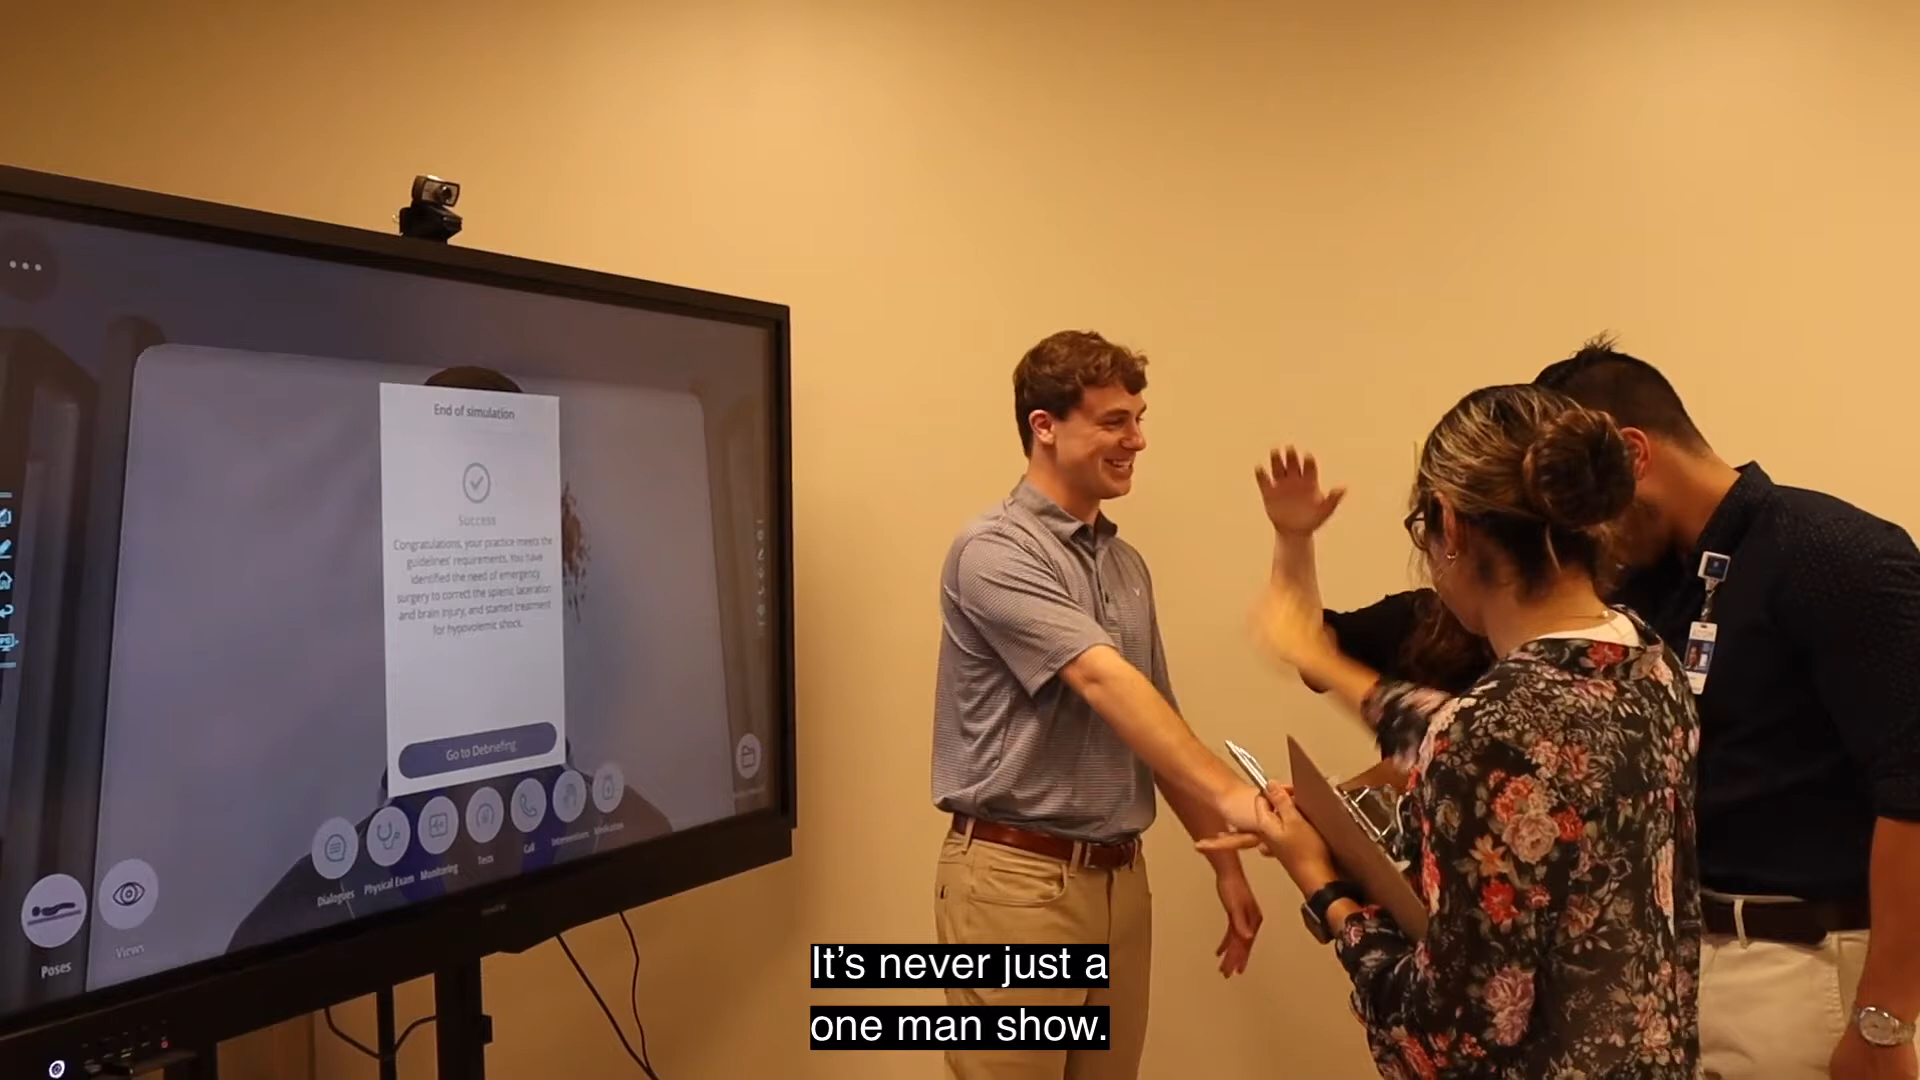 End of simulation
Success
Congratulations, your practice meets the
guidelines' requirements. You have
identified the need of emergency
surgery to correct the splenic laceration
and brain injury, and started treatment
for hypovolemic shock.
Go to Debriefing
Dialogues
Physical Exam
Monitoring
Tests
Call
Interventions
Medication
Poses
Views
It's never just a
one man show.